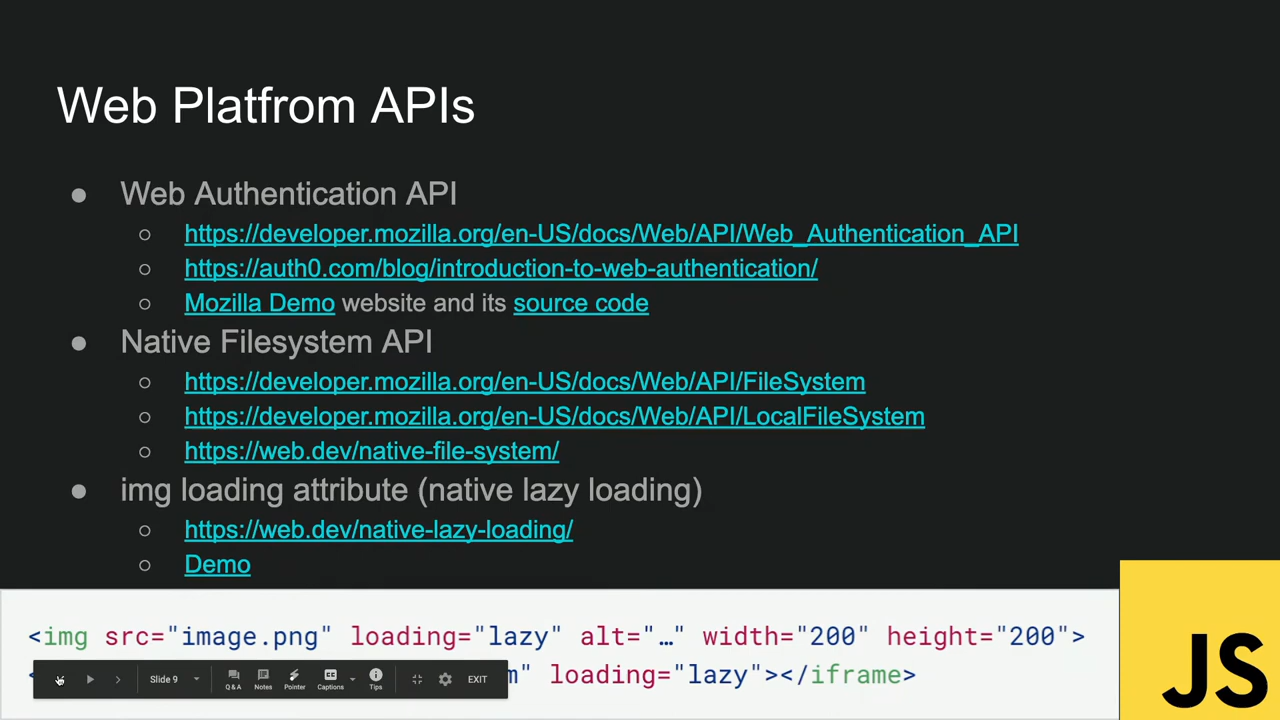 Web Platfrom APIs
● Web Authentication API
○ https://developer.mozilla.org/en-US/docs/Web/API/Web_Authentication_API
○ https://auth0.com/blog/introduction-to-web-authentication/
○ Mozilla Demo website and its source code
● Native Filesystem API
○ https://developer.mozilla.org/en-US/docs/Web/API/FileSystem
○ https://developer.mozilla.org/en-US/docs/Web/API/LocalFileSystem
○ https://web.dev/native-file-system/
● img loading attribute (native lazy loading)
○ https://web.dev/native-lazy-loading/
○ Demo
<img src="image.png" loading="lazy" alt="…" width="200" height="200">
" loading="lazy"></iframe>
Slide 9 Q&A Notes Pointer Captions Tips EXIT
JS